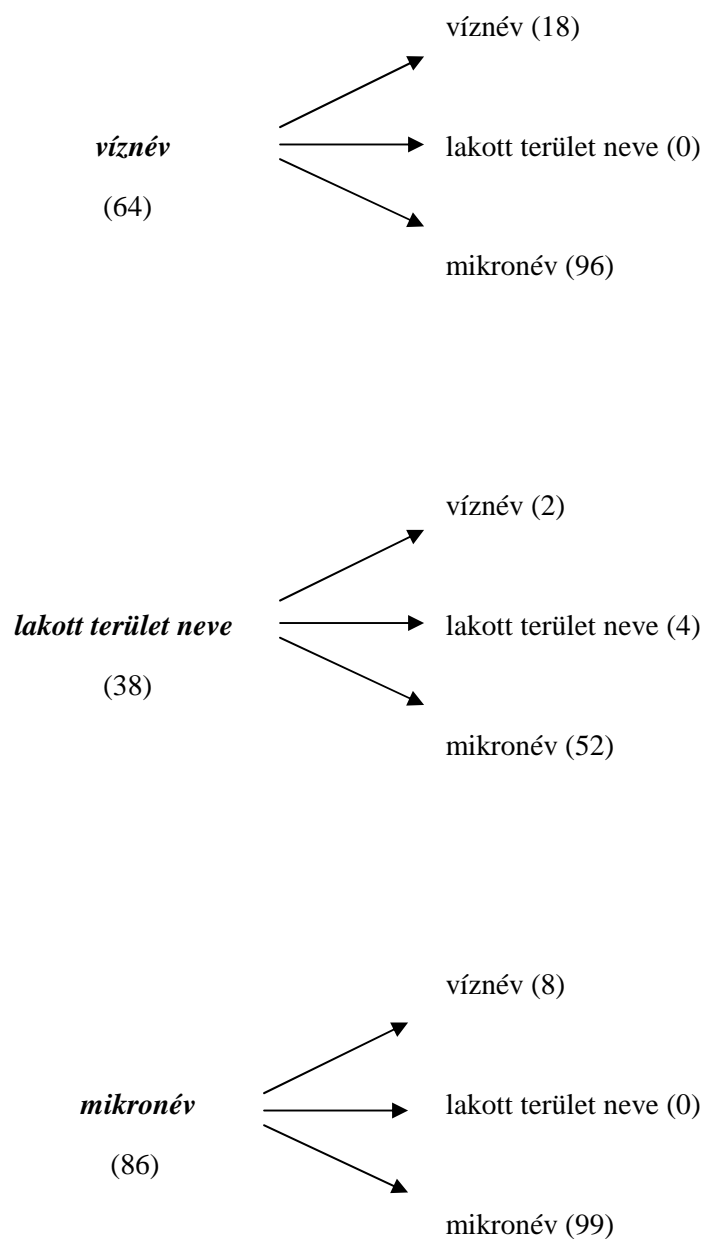 víznév (18)
víznév
lakott terület neve (0)
(64)
mikronév (96)
víznév (2)
lakott terület neve
lakott terület neve (4)
(38)
mikronév (52)
víznév (8)
mikronév
lakott terület neve (0)
(86)
mikronév (99)